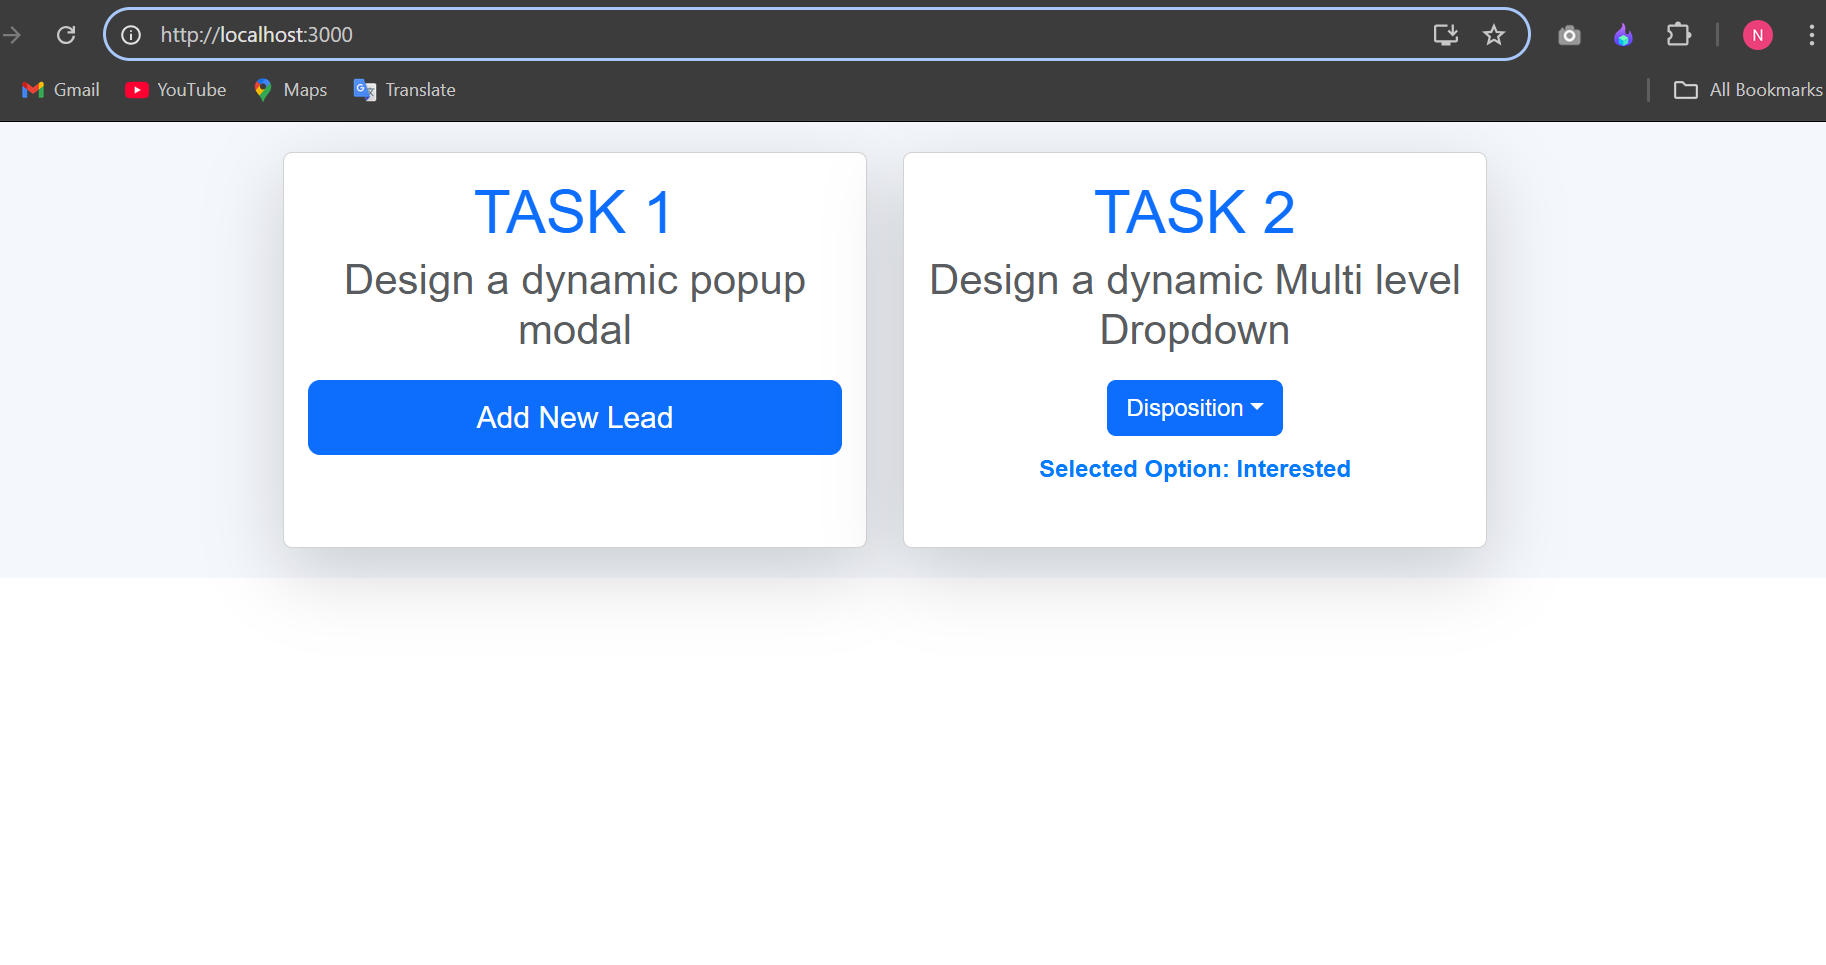 http://localhost:3000
N
Gmail YouTube Maps Translate All Bookmarks
TASK 1
Design a dynamic popup
modal
Add New Lead
TASK 2
Design a dynamic Multi level
Dropdown
Disposition
Selected Option: Interested